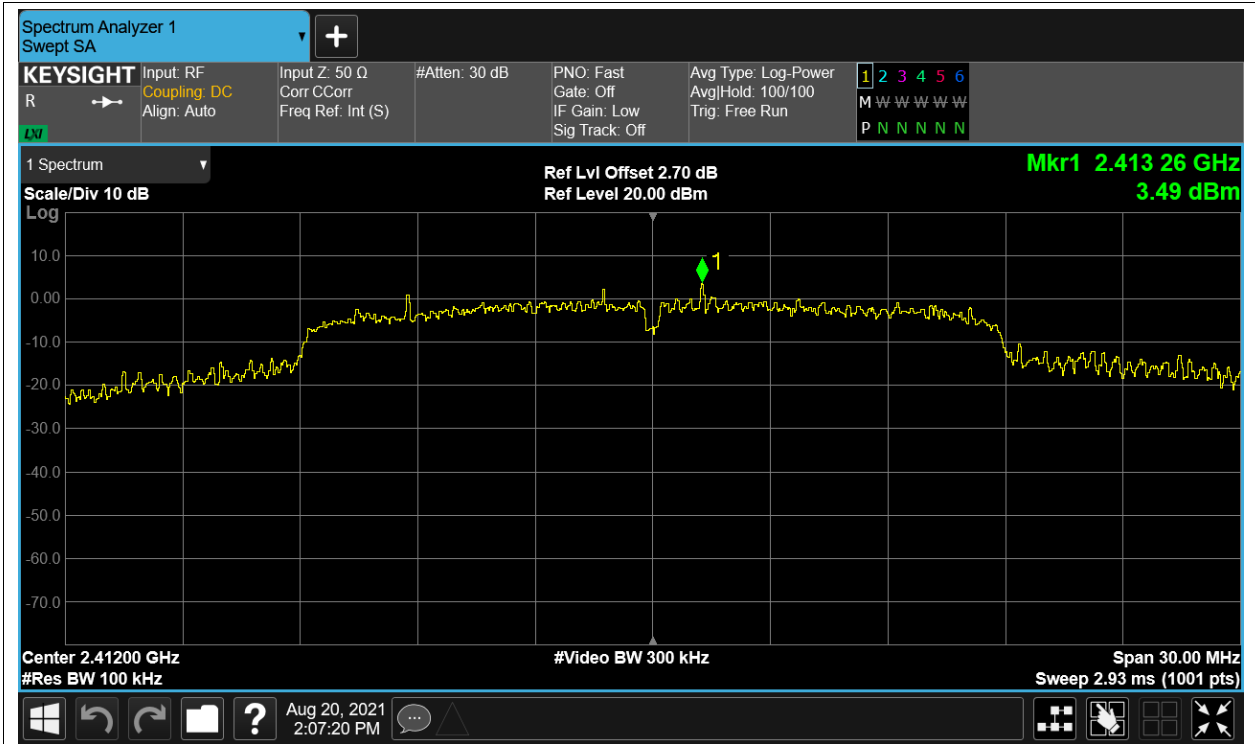 Spectrum Analyzer 1
Swept SA
KEYSIGHT
R
LXI
Input: RF
Coupling: DC
Align: Auto
Input Z: 50 Ω
Corr CCorr
Freq Ref: Int (S)
#Atten: 30 dB
PNO: Fast
Gate: Off
IF Gain: Low
Sig Track: Off
Avg Type: Log-Power
Avg|Hold: 100/100
Trig: Free Run
1 2 3 4 5 6
M W W W W W
P N N N N N
1 Spectrum
Scale/Div 10 dB
Ref Lvl Offset 2.70 dB
Ref Level 20.00 dBm
Mkr1 2.413 26 GHz
3.49 dBm
Log
1
10.0
0.00
-10.0
-20.0
-30.0
-40.0
-50.0
-60.0
-70.0
Center 2.41200 GHz
#Video BW 300 kHz
Span 30.00 MHz
#Res BW 100 kHz
Sweep 2.93 ms (1001 pts)
?
Aug 20, 2021
2:07:20 PM